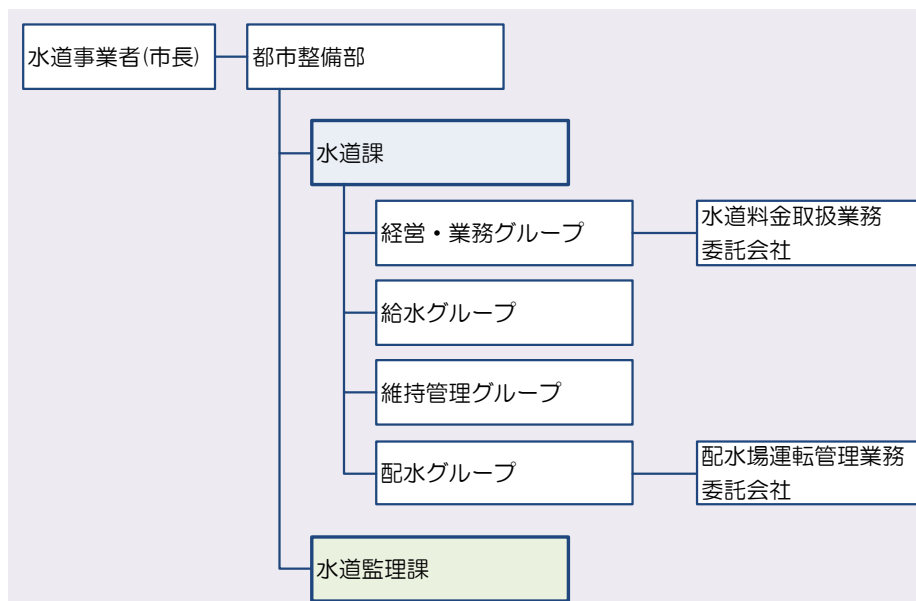 水道事業者(市長)
都市整備部
水道課
経営・業務グループ
水道料金取扱業務
委託会社
給水グループ
維持管理グループ
配水グループ
配水場運転管理業務
委託会社
水道監理課